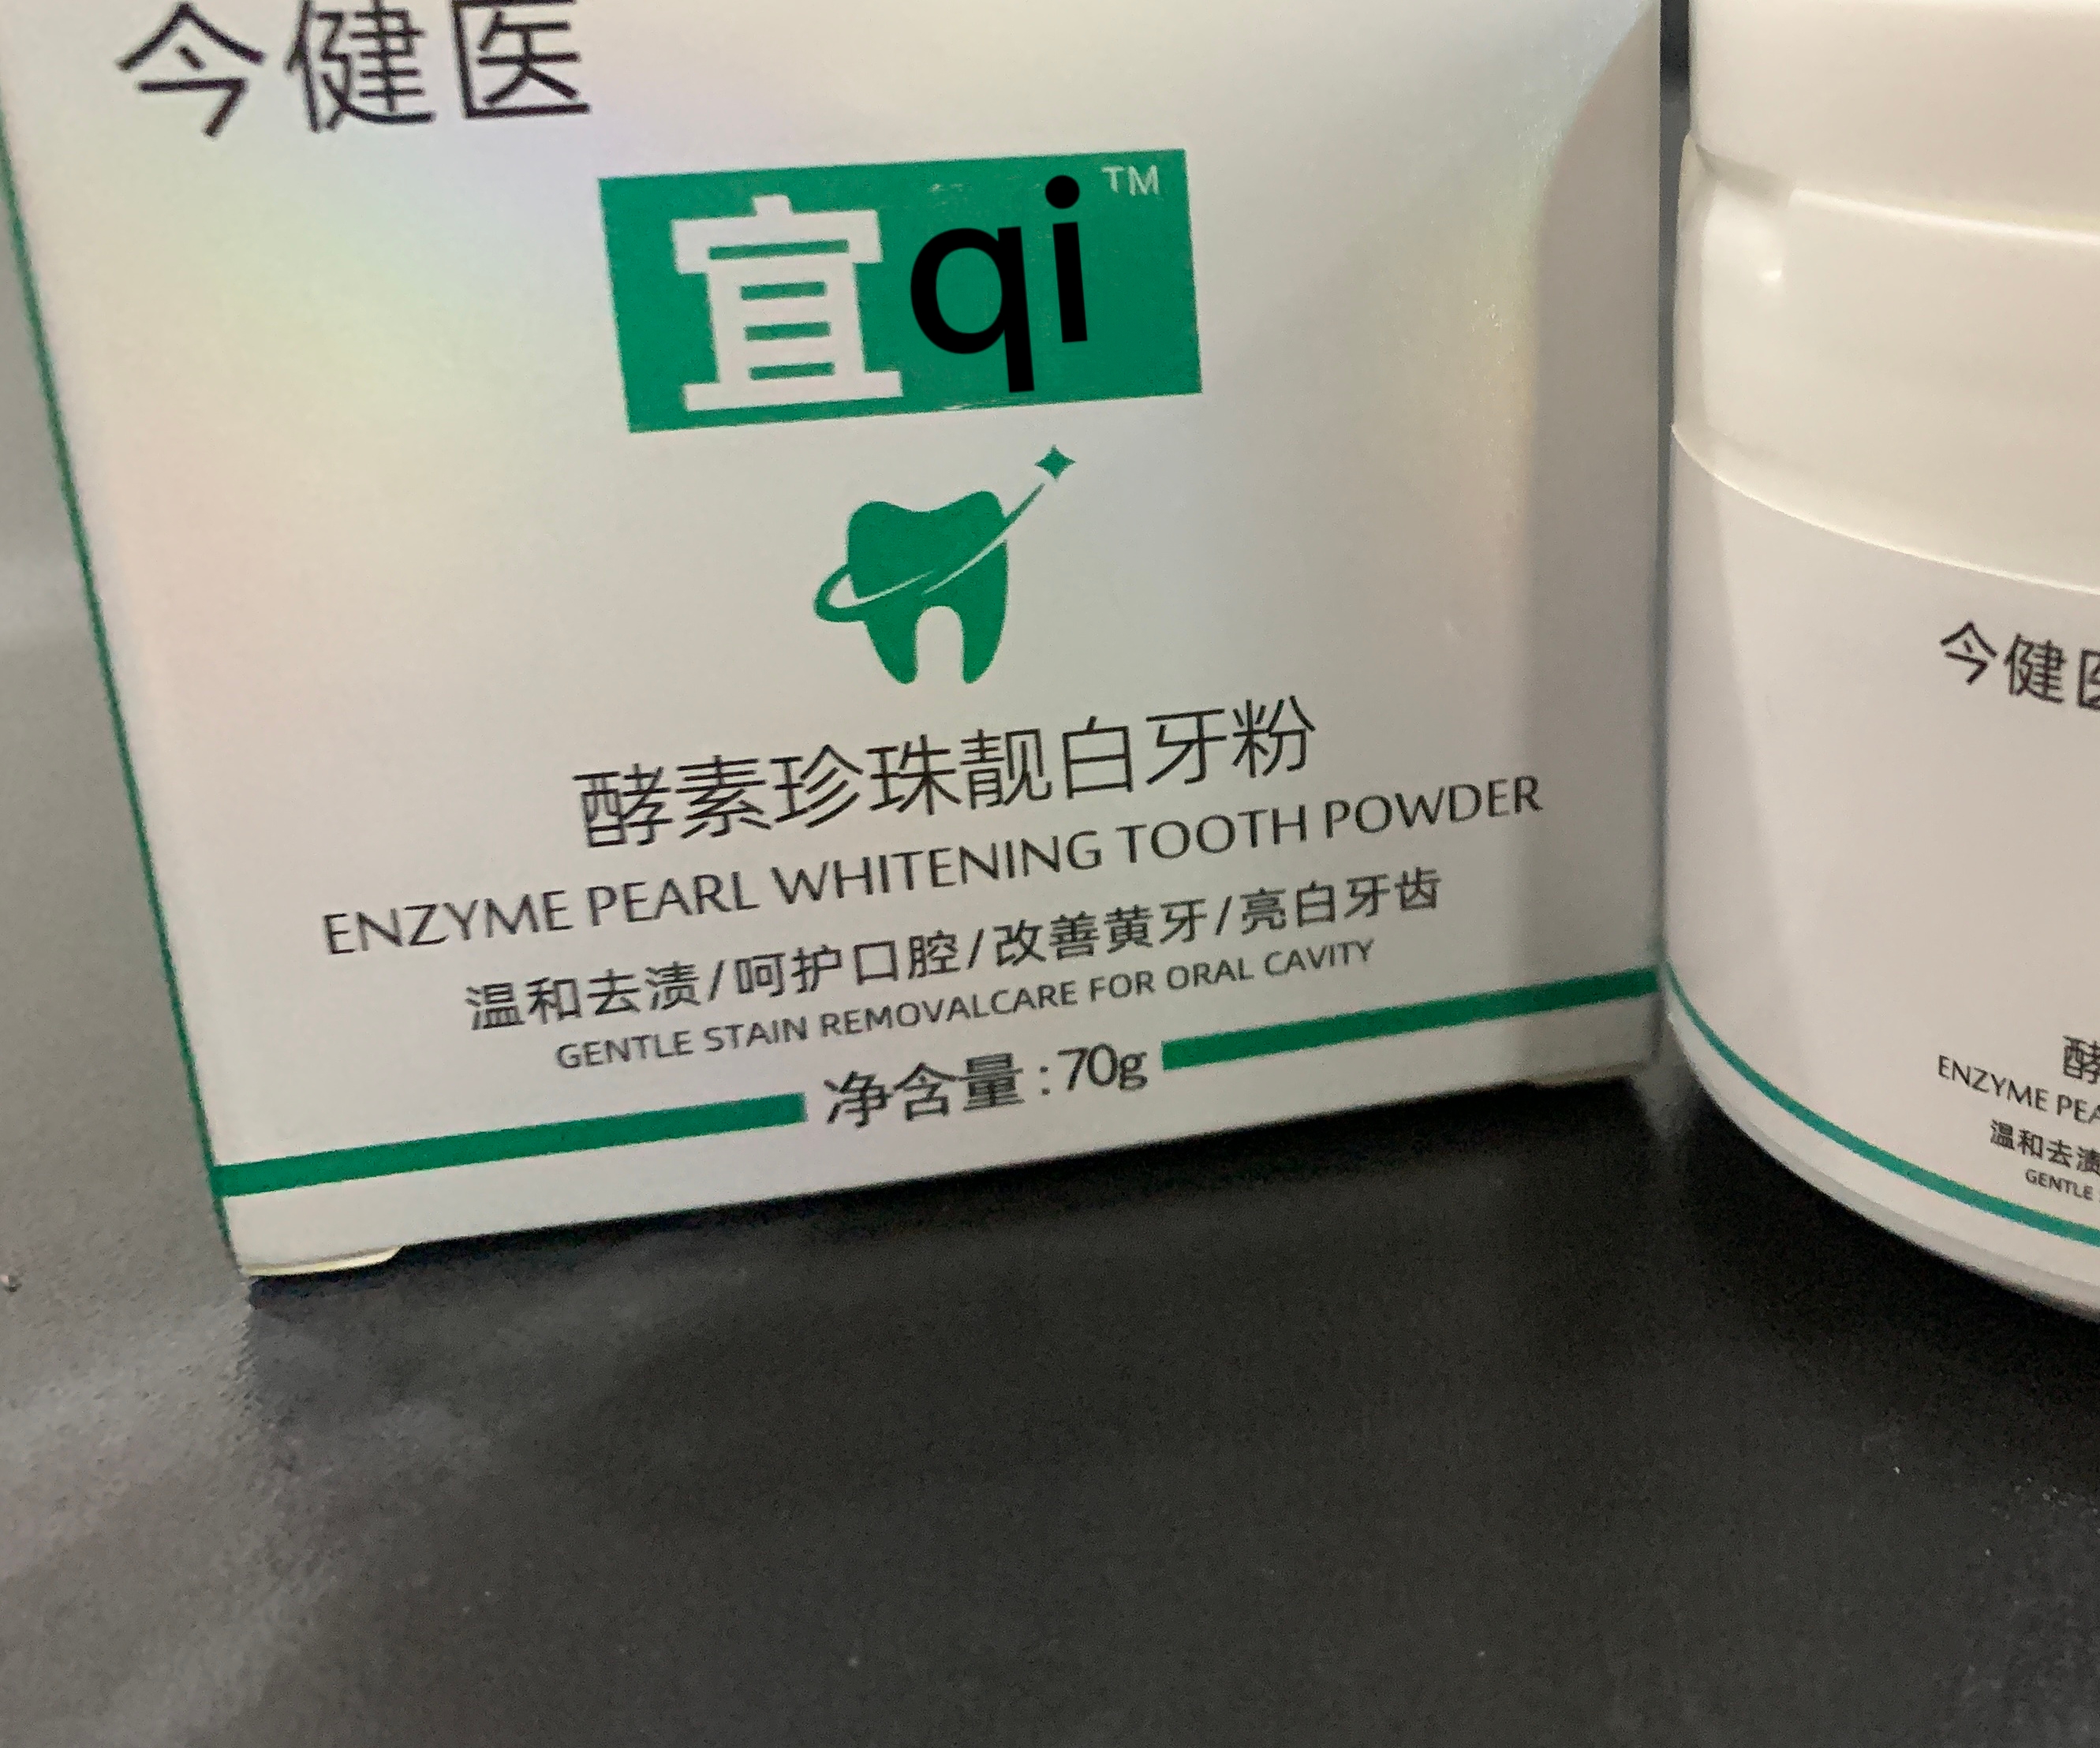 今健医
宜qi TM
酵素珍珠靓白牙粉
ENZYME PEARL WHITENING TOOTH POWDER
温和去渍/呵护口腔/改善黄牙/亮白牙齿
GENTLE STAIN REMOVALCARE FOR ORAL CAVITY
净含量:70g
今健医
酵
ENZYME PEA
温和去渍
GENTLE